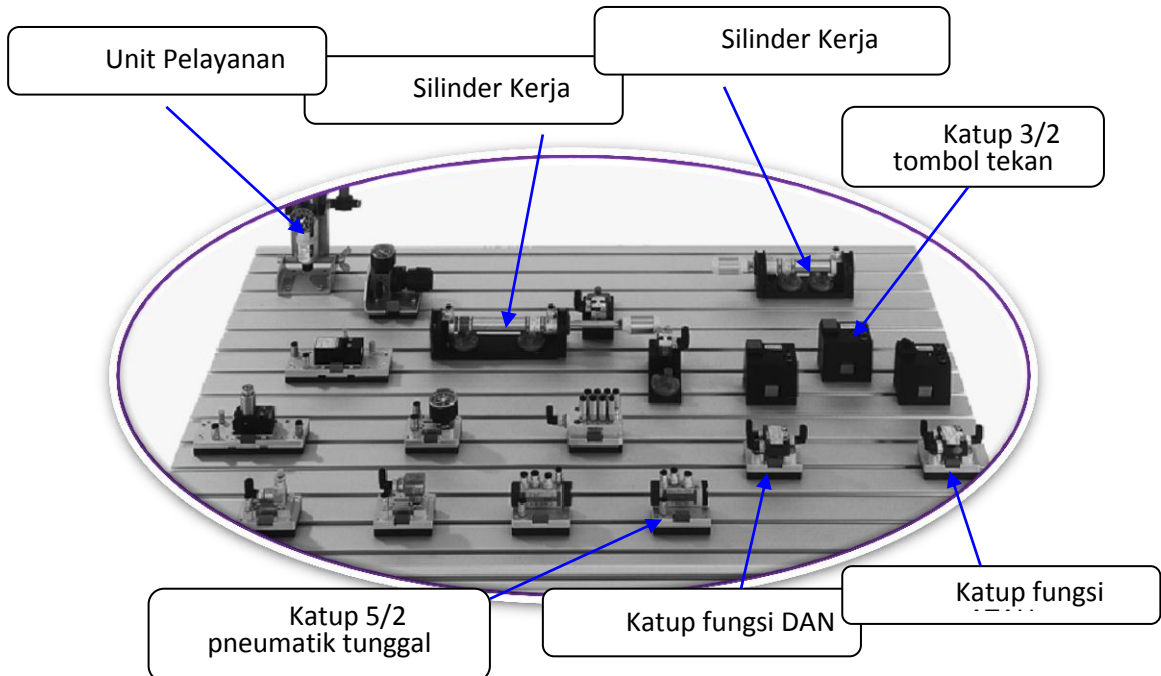 Unit Pelayanan
Silinder Kerja
Silinder Kerja
Katup 3/2
tombol tekan
Katup 5/2
pneumatik tunggal
Katup fungsi DAN
Katup fungsi